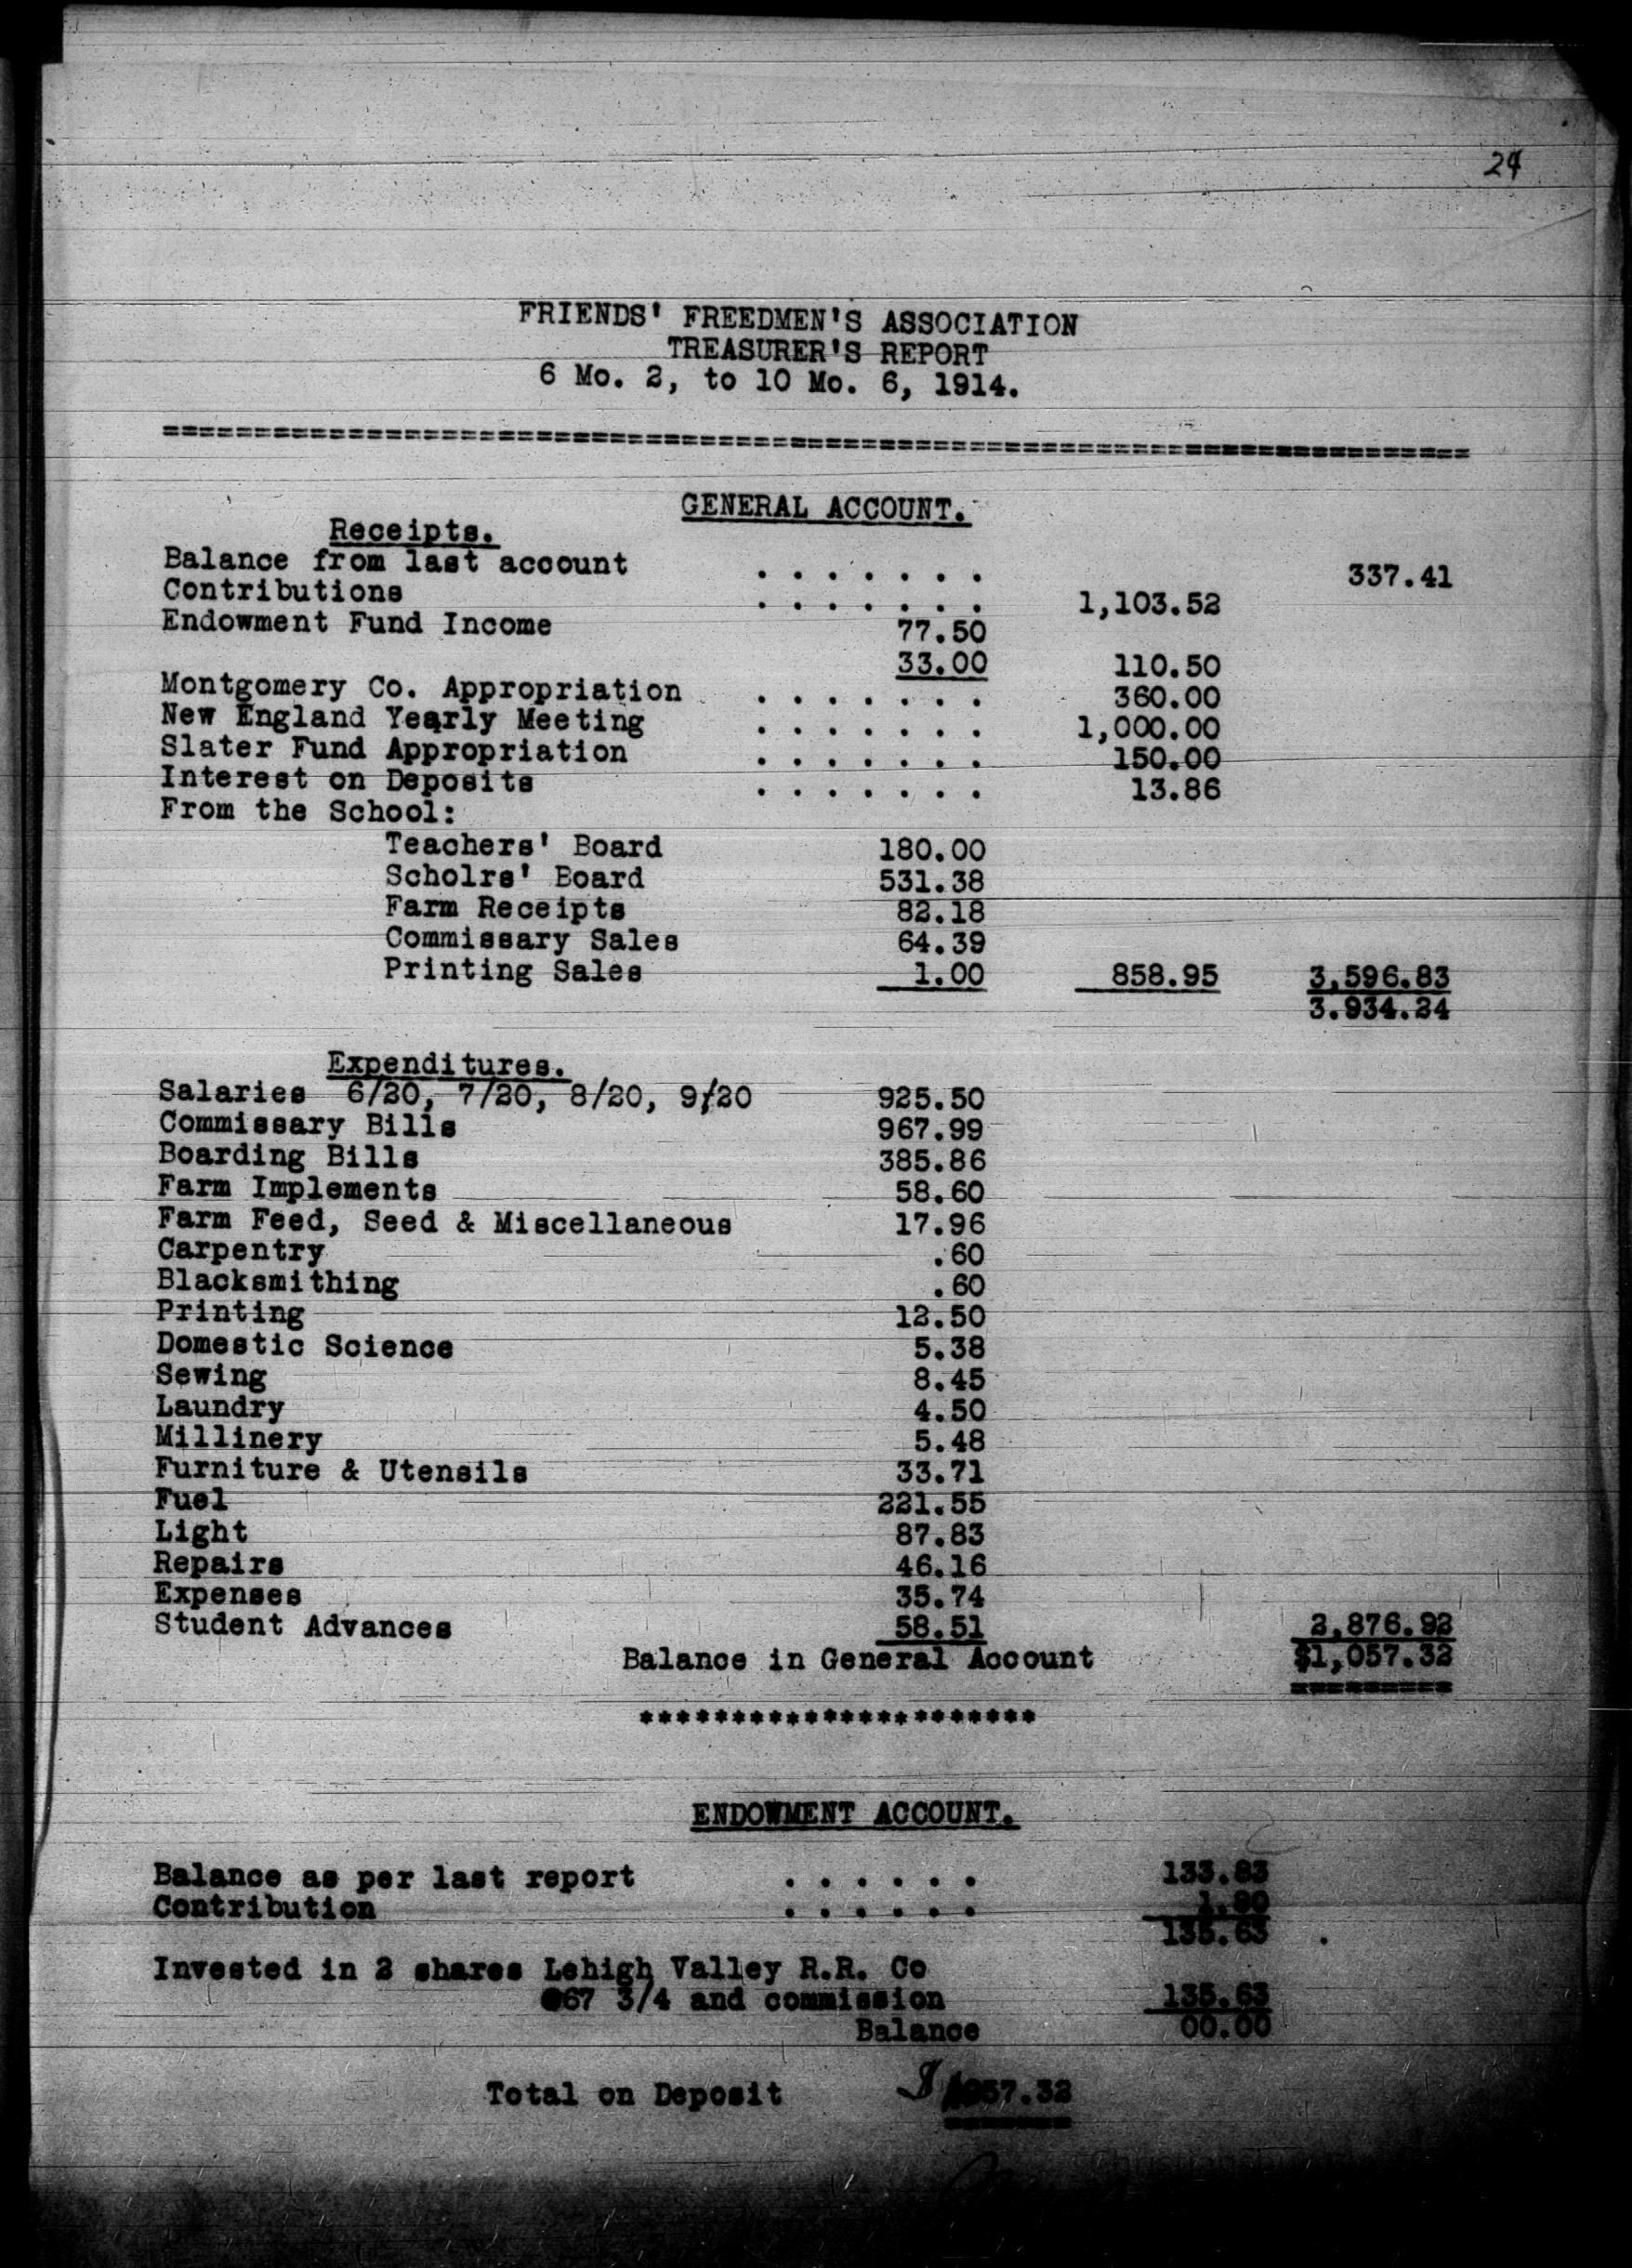 24
FRIENDS' FREEDMEN'S ASSOCIATION
TREASURER'S REPORT
6 Mo. 2, to 10 Mo. 6, 1914.
========================================================================
GENERAL ACCOUNT.
Receipts.
Balance from last account . . . . . . . 337.41
Contributions . . . . . . . 1,103.52
Endowment Fund Income 77.50
33.00 110.50
Montgomery Co. Appropriation . . . . . . . 360.00
New England Yearly Meeting . . . . . . . 1,000.00
Slater Fund Appropriation . . . . . . . 150.00
Interest on Deposits . . . . . . . 13.86
From the School:
Teachers' Board 180.00
Scholrs' Board 531.38
Farm Receipts 82.18
Commissary Sales 64.39
Printing Sales 1.00 858.95 3,596.83
3.934.24
Expenditures.
Salaries 6/20, 7/20, 8/20, 9/20 925.50
Commissary Bills 967.99
Boarding Bills 385.86
Farm Implements 58.60
Farm Feed, Seed & Miscellaneous 17.96
Carpentry .60
Blacksmithing .60
Printing 12.50
Domestic Science 5.38
Sewing 8.45
Laundry 4.50
Millinery 5.48
Furniture & Utensils 33.71
Fuel 221.55
Light 87.83
Repairs 46.16
Expenses 35.74
Student Advances 58.51 2,876.92
Balance in General Account $1,057.32
=========
**********************
ENDOWMENT ACCOUNT.
Balance as per last report . . . . . . 133.83
Contribution . . . . . . 1.80
135.63 .
Invested in 2 shares Lehigh Valley R.R. Co
@67 3/4 and commission 135.63
Balance 00.00
Total on Deposit $1057.32
=======